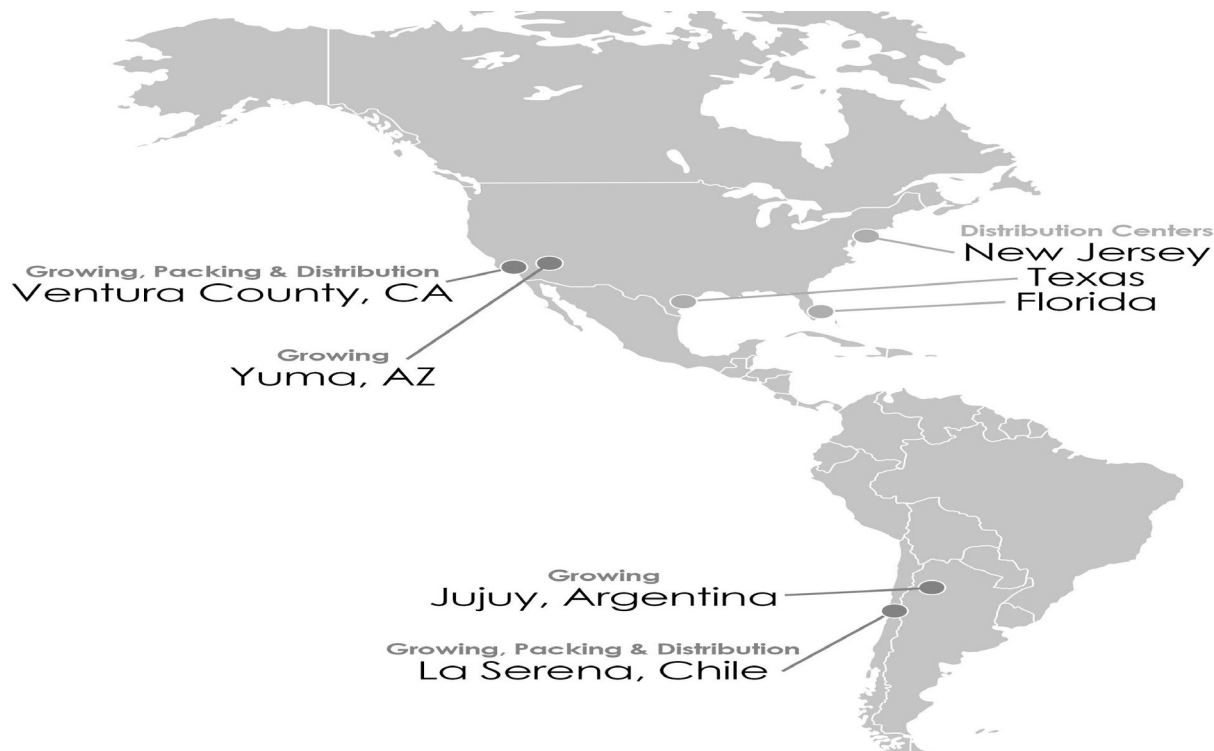 Distribution Centers
New Jersey
Texas
Florida
Growing, Packing & Distribution
Ventura County, CA
Growing
Yuma, AZ
Growing
Jujuy, Argentina
Growing, Packing & Distribution
La Serena, Chile